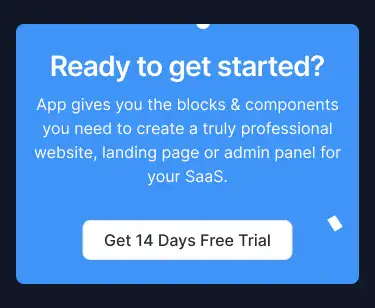 Ready to get started?
App gives you the blocks & components
you need to create a truly professional
website, landing page or admin panel for
your SaaS.
Get 14 Days Free Trial